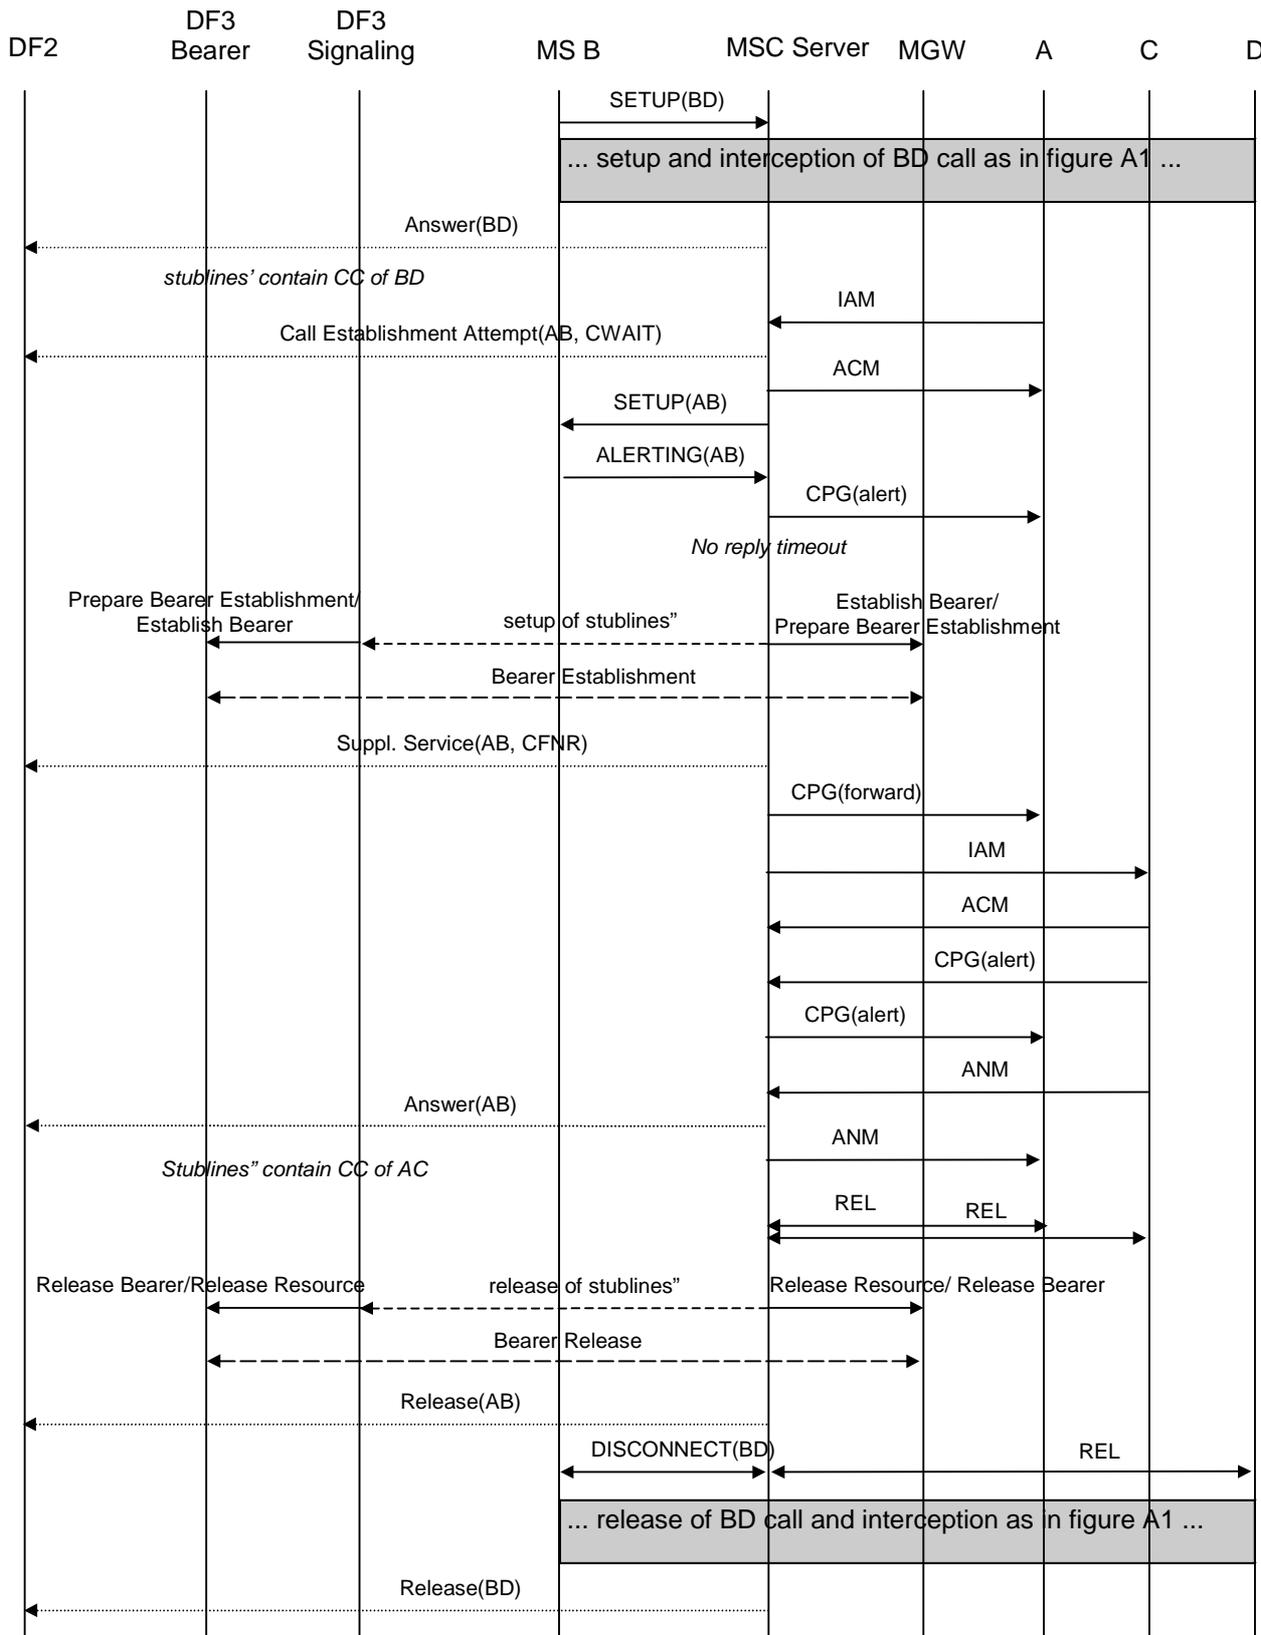 DF2
DF3
Bearer
DF3
Signaling
MS B
MSC Server
MGW
A
C
D
SETUP(BD)
... setup and interception of BD call as in figure A1 ...
Answer(BD)
stublines’ contain CC of BD
IAM
Call Establishment Attempt(AB, CWAIT)
ACM
SETUP(AB)
ALERTING(AB)
CPG(alert)
No reply timeout
Prepare Bearer Establishment/
Establish Bearer
setup of stublines”
Establish Bearer/
Prepare Bearer Establishment
Bearer Establishment
Suppl. Service(AB, CFNR)
CPG(forward)
IAM
ACM
CPG(alert)
CPG(alert)
ANM
Answer(AB)
ANM
Stublines” contain CC of AC
REL
REL
Release Bearer/Release Resource
release of stublines”
Release Resource/ Release Bearer
Bearer Release
Release(AB)
DISCONNECT(BD)
REL
... release of BD call and interception as in figure A1 ...
Release(BD)